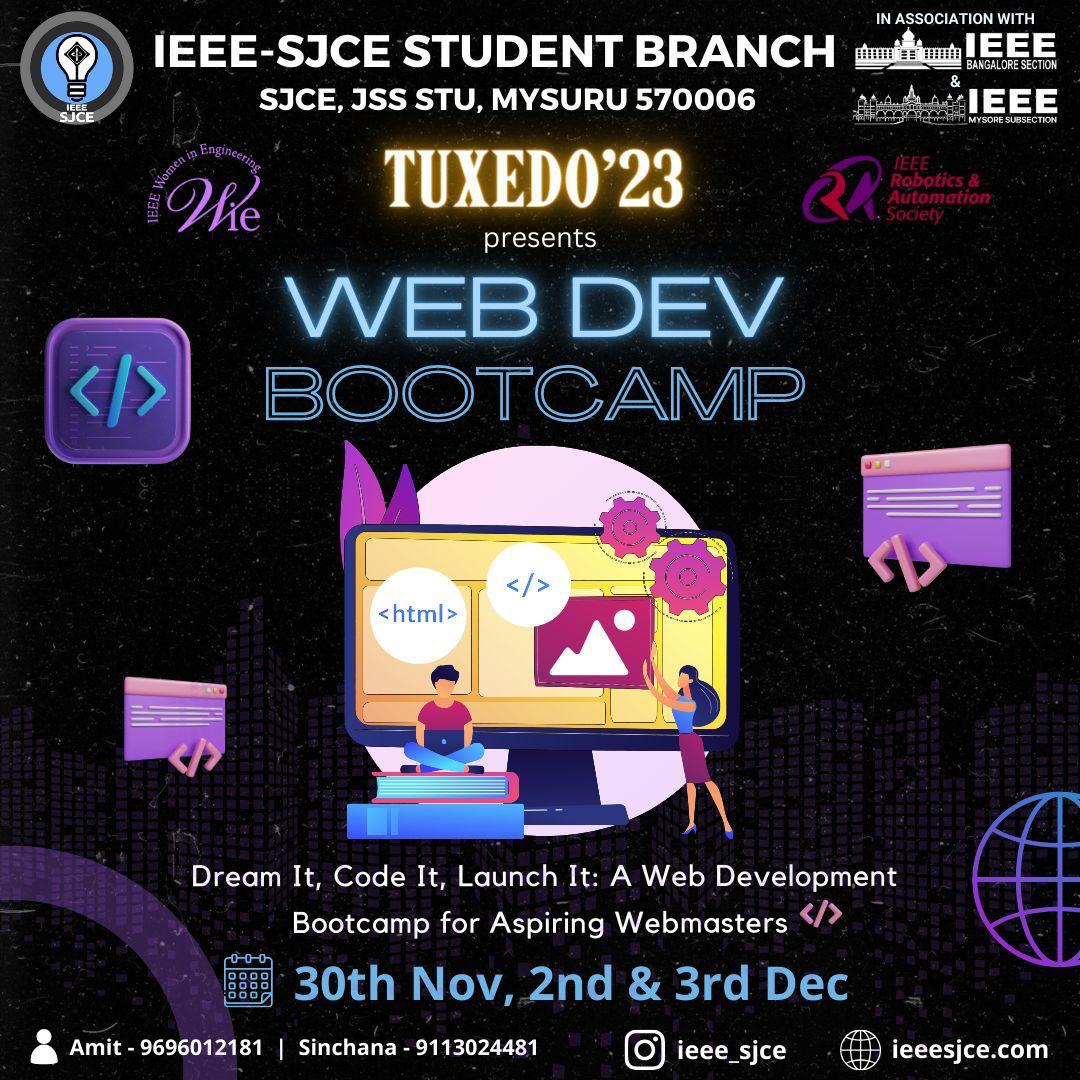 IEEE
SJCE
IEEE-SJCE STUDENT BRANCH
SJCE, JSS STU, MYSURU 570006
IN ASSOCIATION WITH
IEEE
BANGALORE SECTION
&
IEEE
MYSORE SUBSECTION
IEEE Women in Engineering
Wie
TUXEDO'23
presents
IEEE
Robotics &
Automation
Society
WEB DEV
BOOTCAMP
</>
<html>
</>
</>
</>
Dream It, Code It, Launch It: A Web Development
Bootcamp for Aspiring Webmasters </>
30th Nov, 2nd & 3rd Dec
Amit - 9696012181 | Sinchana - 9113024481
ieee_sjce
ieeesjce.com